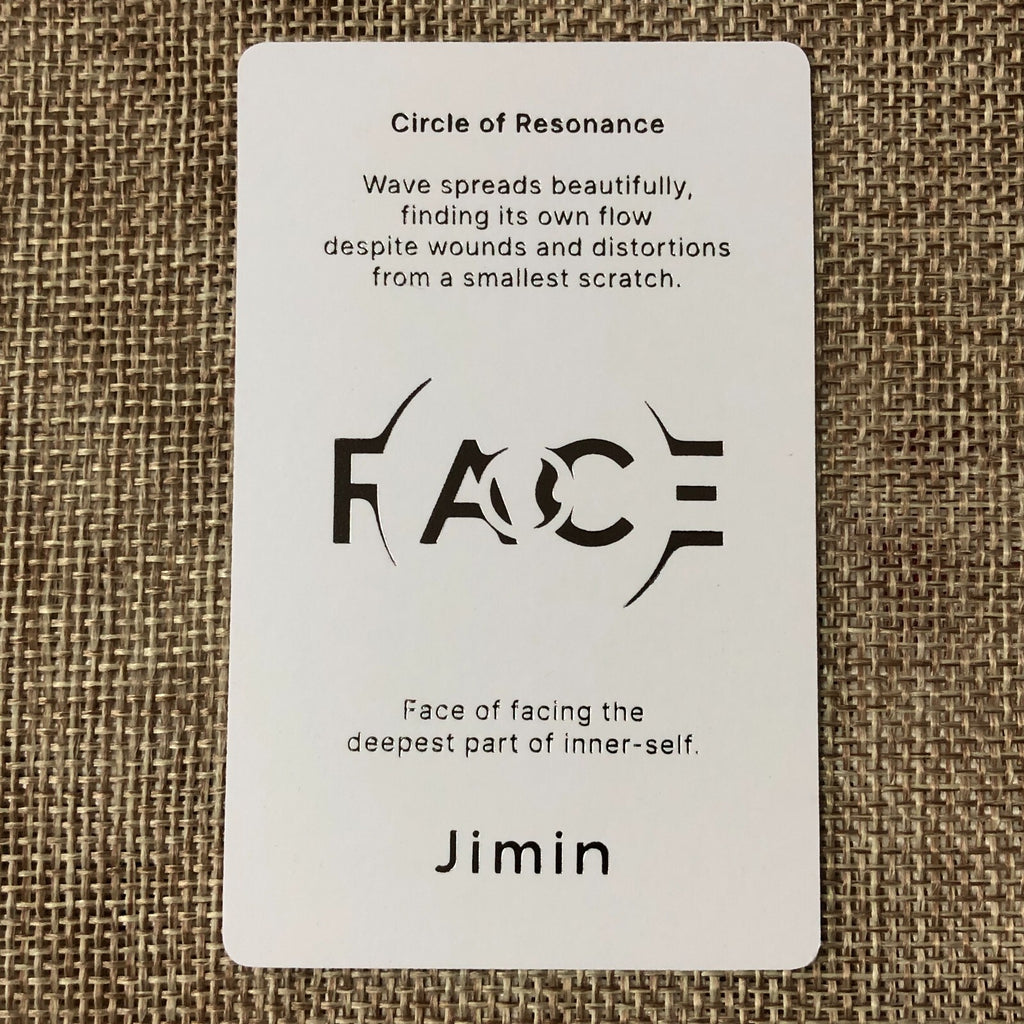 Circle of Resonance
Wave spreads beautifully,
finding its own flow
despite wounds and distortions
from a smallest scratch.
FACE
Face of facing the
deepest part of inner-self.
Jimin